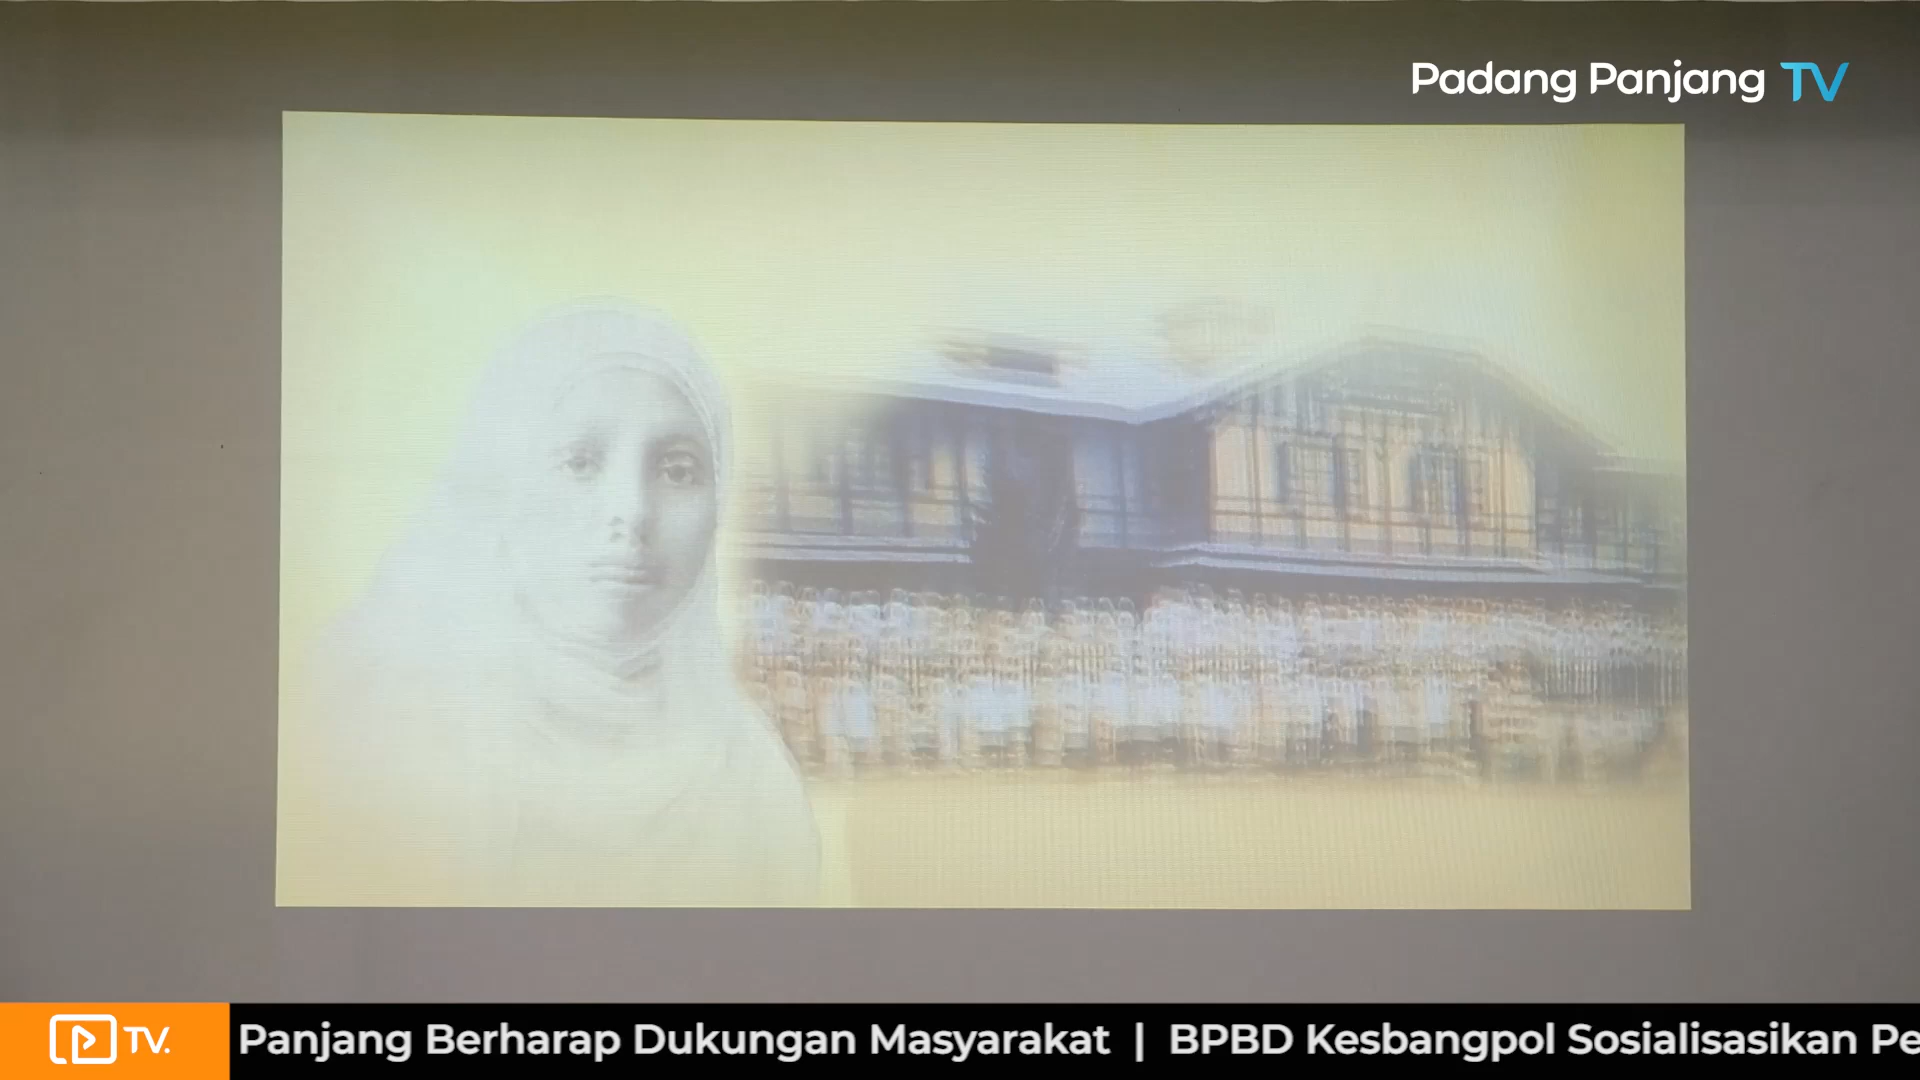 Padang Panjang TV
TV.
Panjang Berharap Dukungan Masyarakat | BPBD Kesbangpol Sosialisasikan Pe